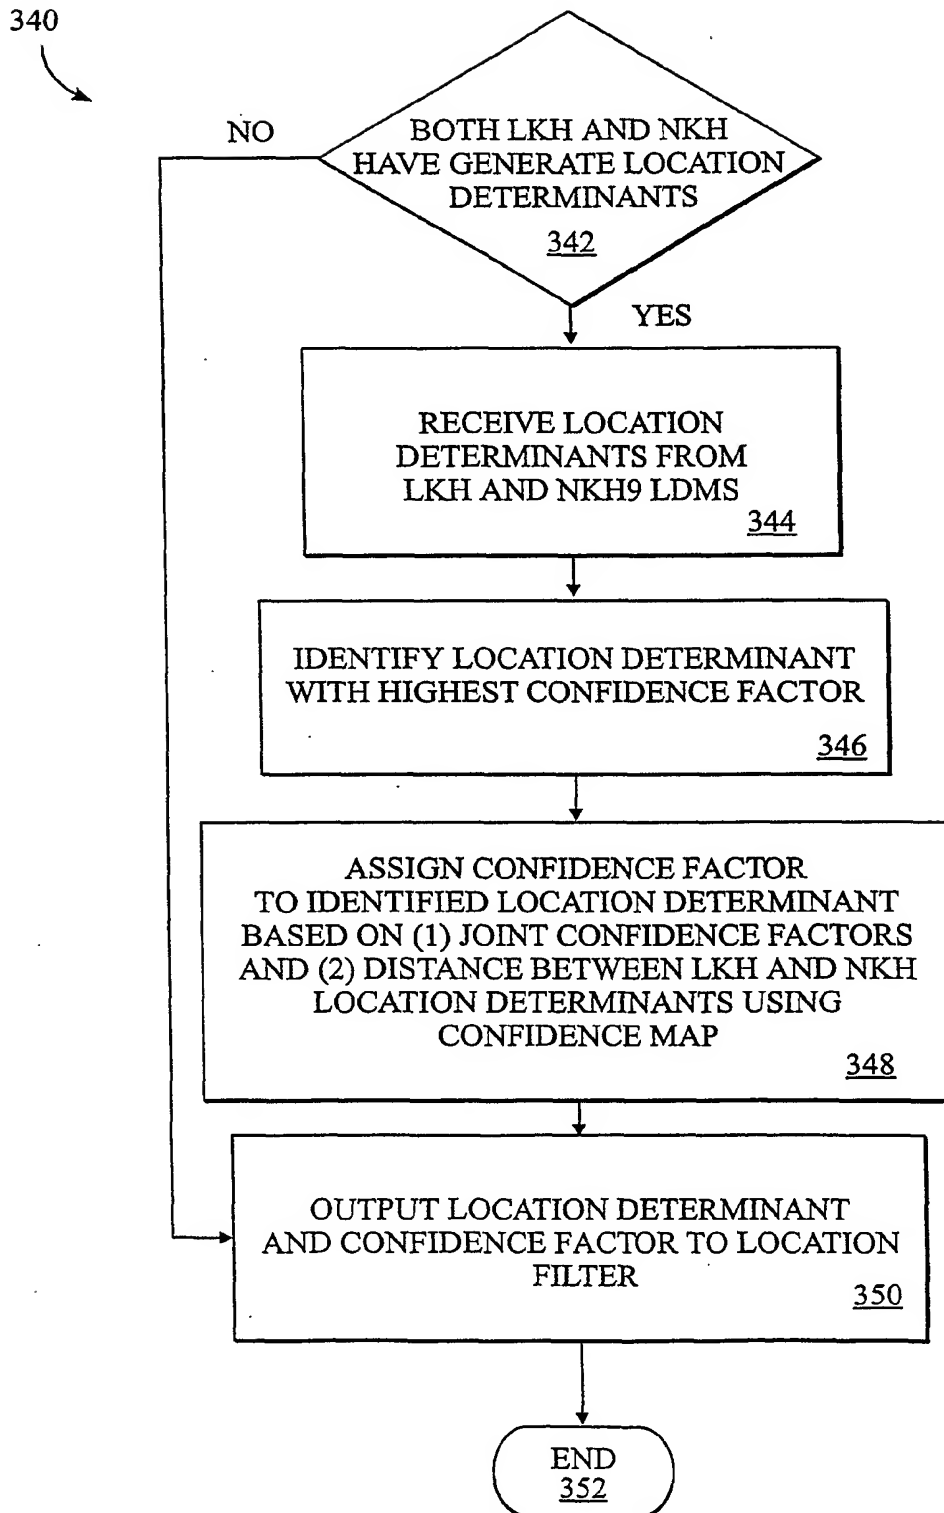 340
NO
BOTH LKH AND NKH
HAVE GENERATE LOCATION
DETERMINANTS
342
YES
RECEIVE LOCATION
DETERMINANTS FROM
LKH AND NKH9 LDMS
344
IDENTIFY LOCATION DETERMINANT
WITH HIGHEST CONFIDENCE FACTOR
346
ASSIGN CONFIDENCE FACTOR
TO IDENTIFIED LOCATION DETERMINANT
BASED ON (1) JOINT CONFIDENCE FACTORS
AND (2) DISTANCE BETWEEN LKH AND NKH
LOCATION DETERMINANTS USING
CONFIDENCE MAP
348
OUTPUT LOCATION DETERMINANT
AND CONFIDENCE FACTOR TO LOCATION
FILTER
350
END
352